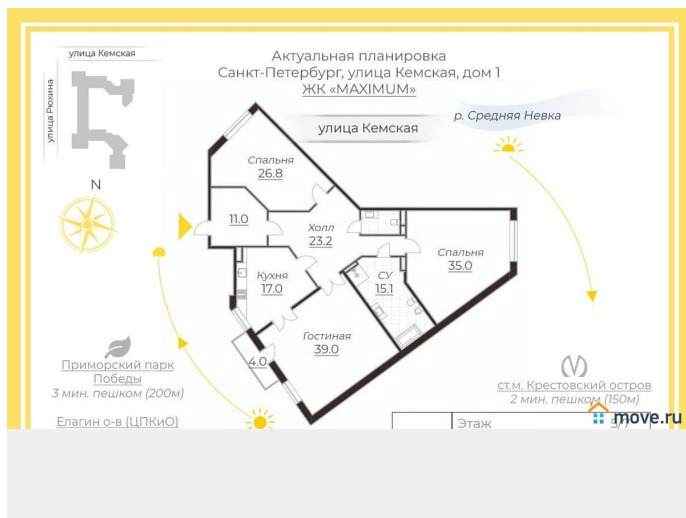 улица Кемская
улица Рюхина
Актуальная планировка
Санкт-Петербург, улица Кемская, дом 1
ЖК «MAXIMUM»
улица Кемская
р. Средняя Невка
N
Спальня
26.8
11.0
Холл
23.2
Спальня
35.0
Кухня
17.0
СУ
15.1
Гостиная
39.0
4.0
Приморский парк
Победы
3 мин. пешком (200м)
Елагин о-в (ЦПКиО)
ст.м. Крестовский остров
2 мин. пешком (150м)
Этаж
5/7
move.ru